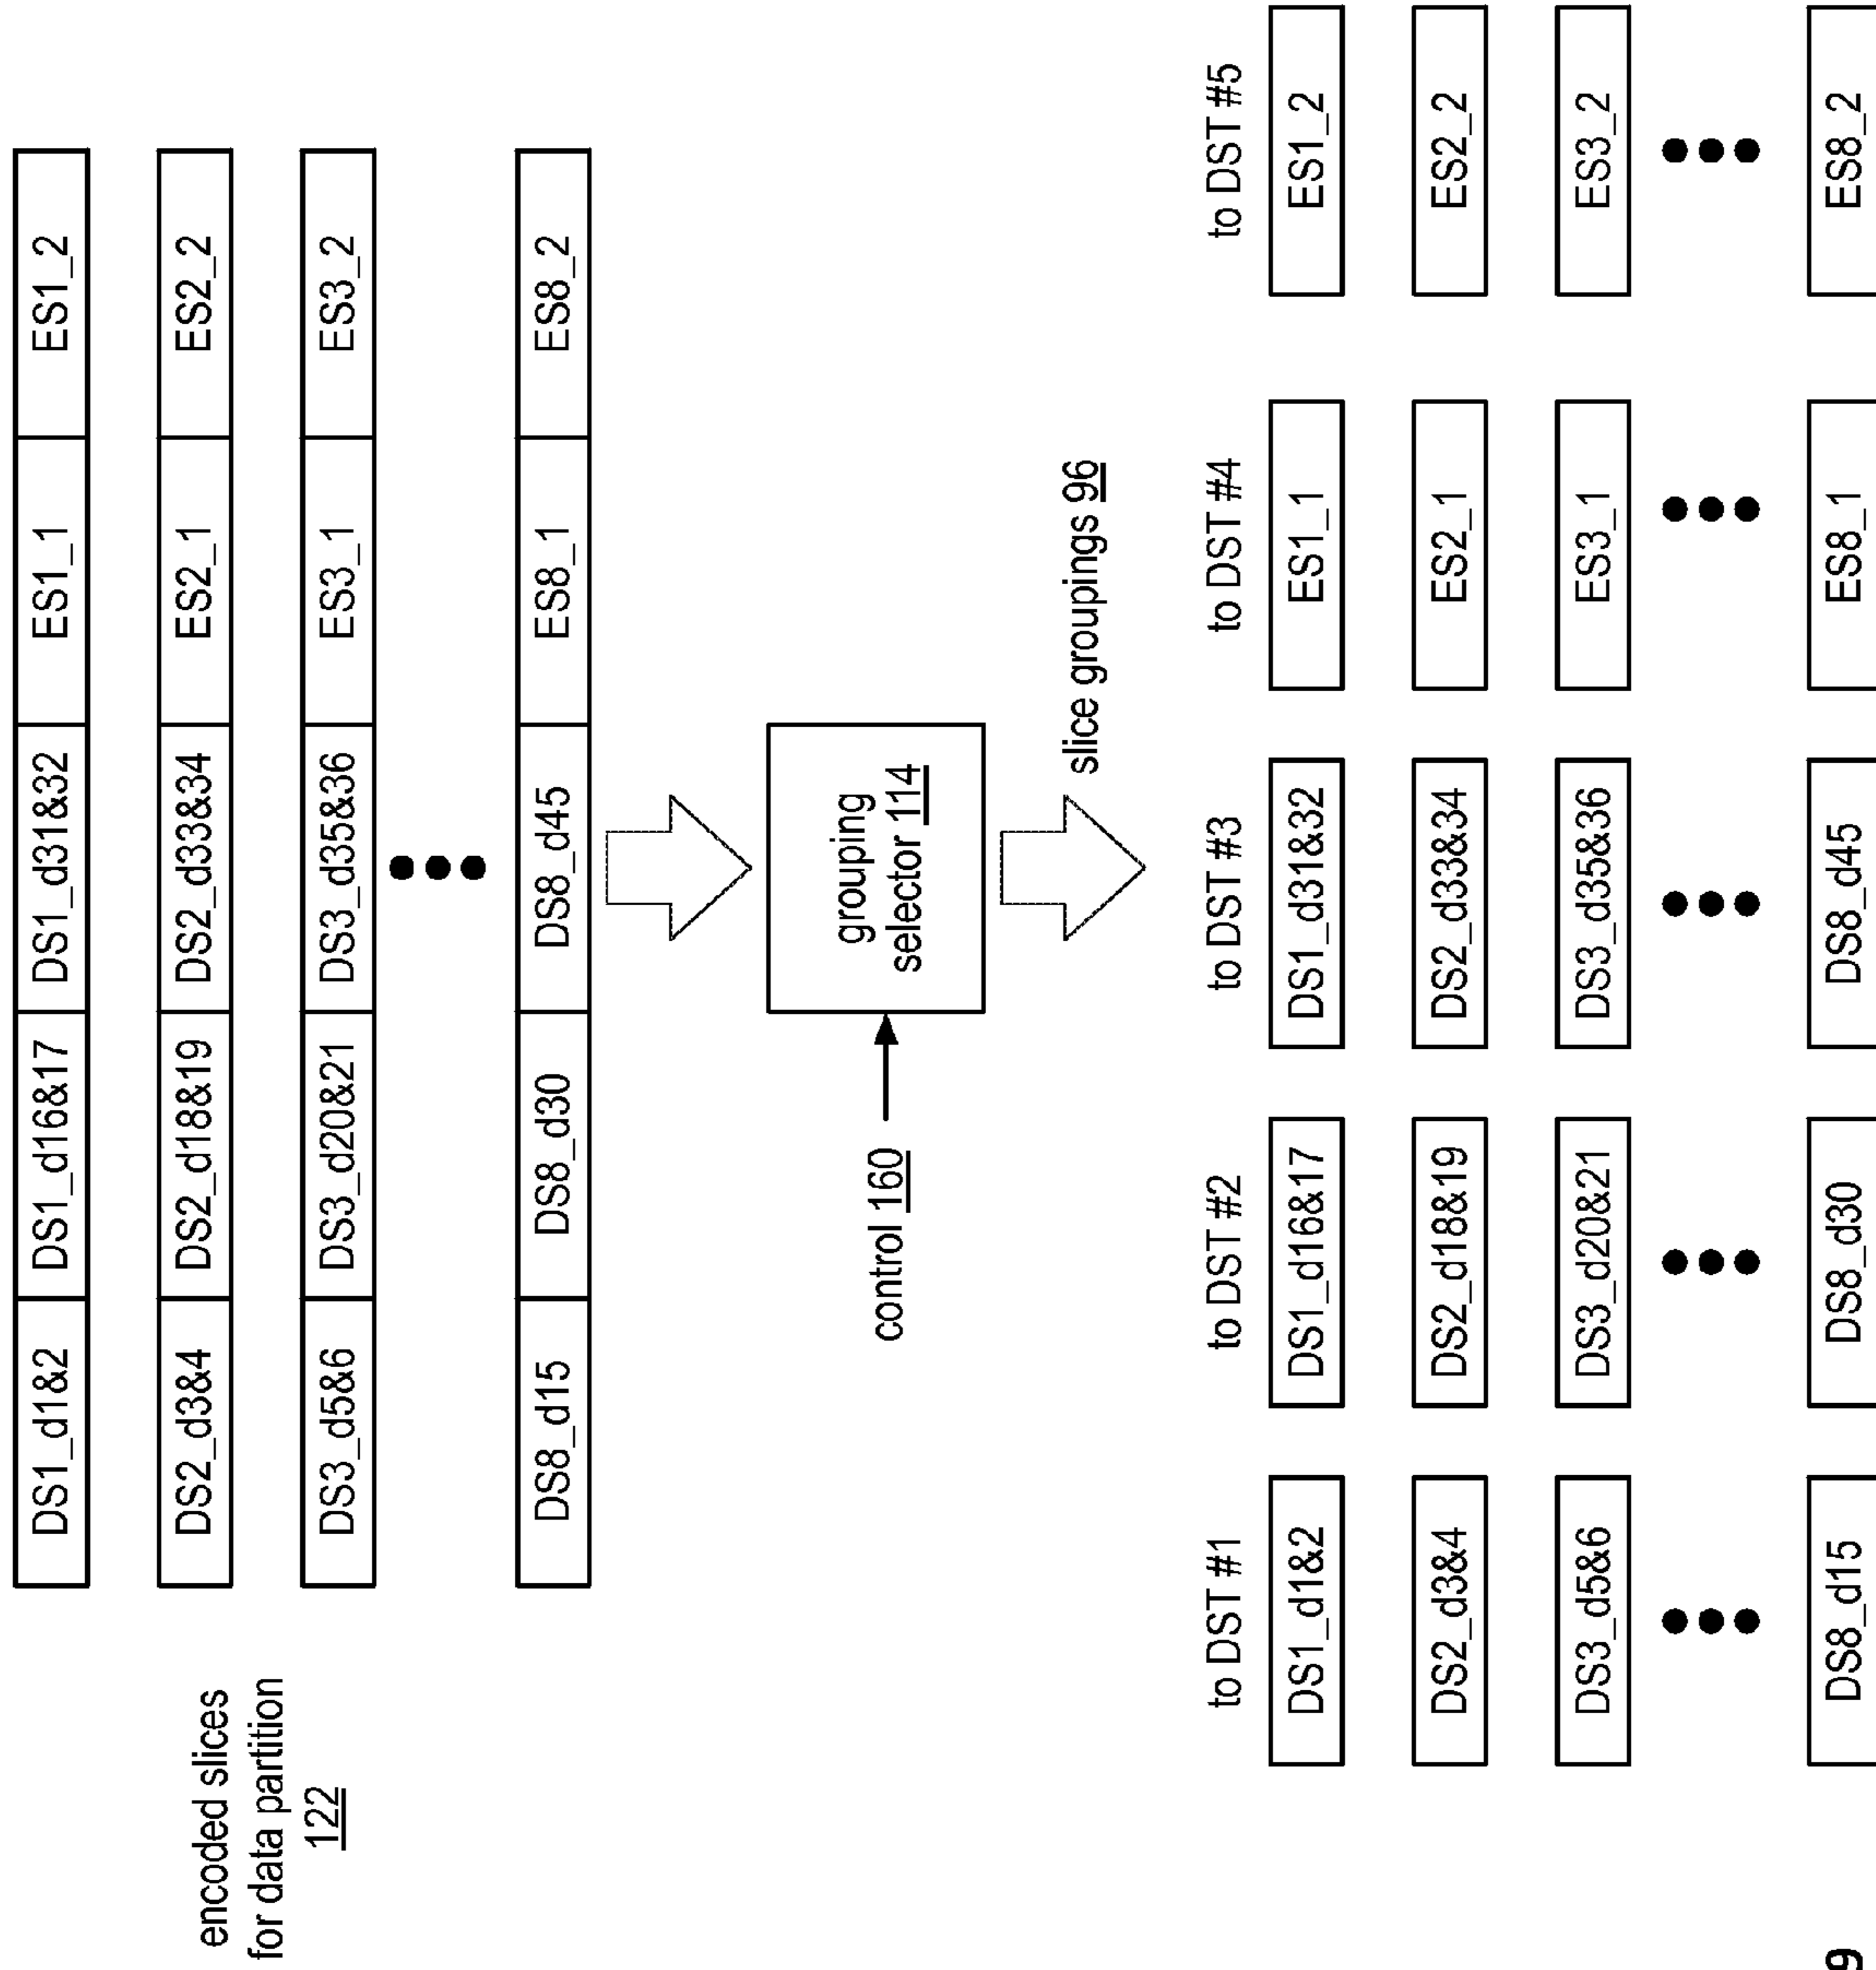 encoded slices
for data partition
122
DS1_d1&2 DS1_d16&17 DS1_d31&32 ES1_1 ES1_2
DS2_d3&4 DS2_d18&19 DS2_d33&34 ES2_1 ES2_2
DS3_d5&6 DS3_d20&21 DS3_d35&36 ES3_1 ES3_2
DS8_d15 DS8_d30 DS8_d45 ES8_1 ES8_2
control 160
grouping
selector 114
slice groupings 96
to DST #1 to DST #2 to DST #3 to DST #4 to DST #5
DS1_d1&2 DS1_d16&17 DS1_d31&32 ES1_1 ES1_2
DS2_d3&4 DS2_d18&19 DS2_d33&34 ES2_1 ES2_2
DS3_d5&6 DS3_d20&21 DS3_d35&36 ES3_1 ES3_2
DS8_d15 DS8_d30 DS8_d45 ES8_1 ES8_2